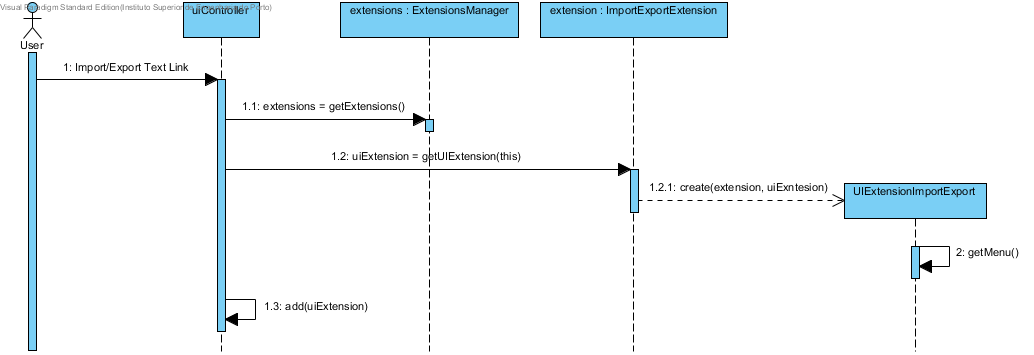 Visual Paradigm Standard Edition(Instituto Superior de Porto)
uiController
extensions : ExtensionsManager
extension : ImportExportExtension
User
1: Import/Export Text Link
1.1: extensions = getExtensions()
1.2: uiExtension = getUIExtension(this)
1.2.1: create(extension, uiExntesion)
UIExtensionImportExport
2: getMenu()
1.3: add(uiExtension)